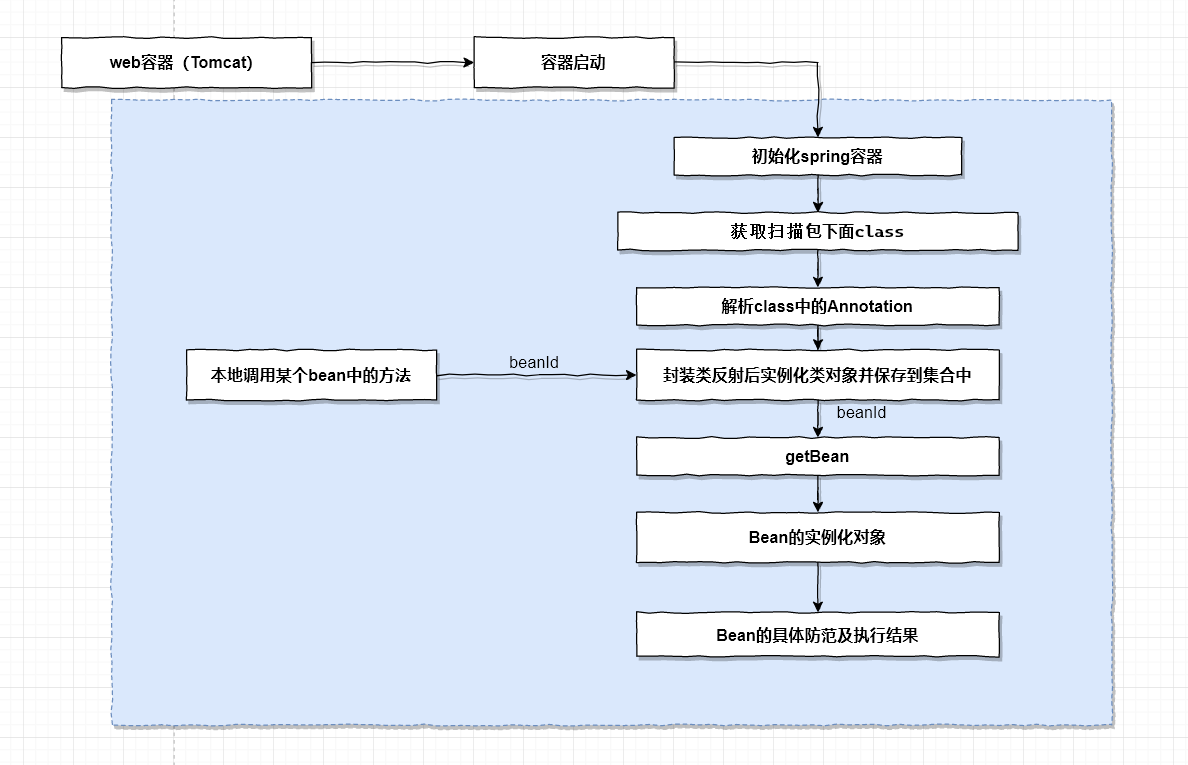 web容器（Tomcat）
容器启动
初始化spring容器
获取扫描包下面class
解析class中的Annotation
本地调用某个bean中的方法
beanId
封装类反射后实例化类对象并保存到集合中
beanId
getBean
Bean的实例化对象
Bean的具体防范及执行结果